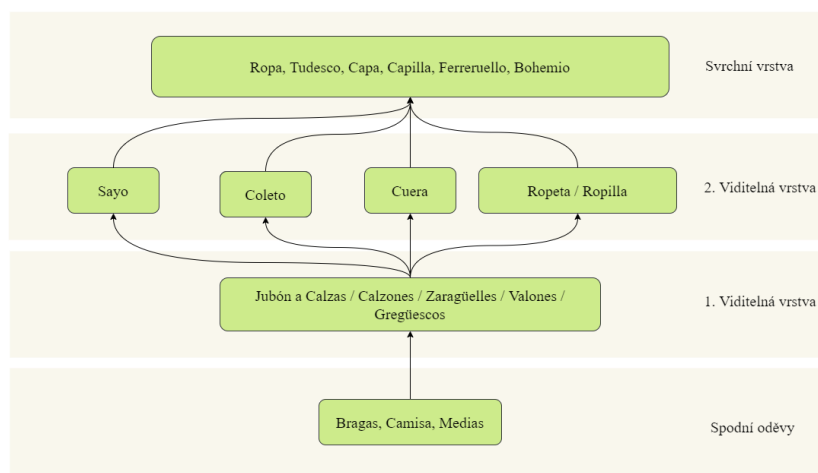 Ropa, Tudesco, Capa, Capilla, Ferreruello, Bohemio
Svrchní vrstva
Sayo
Coleto
Cuera
Ropeta / Ropilla
2. Viditelná vrstva
Jubón a Calzas / Calzones / Zaragüelles / Valones /
Gregüescos
1. Viditelná vrstva
Bragas, Camisa, Medias
Spodní oděvy